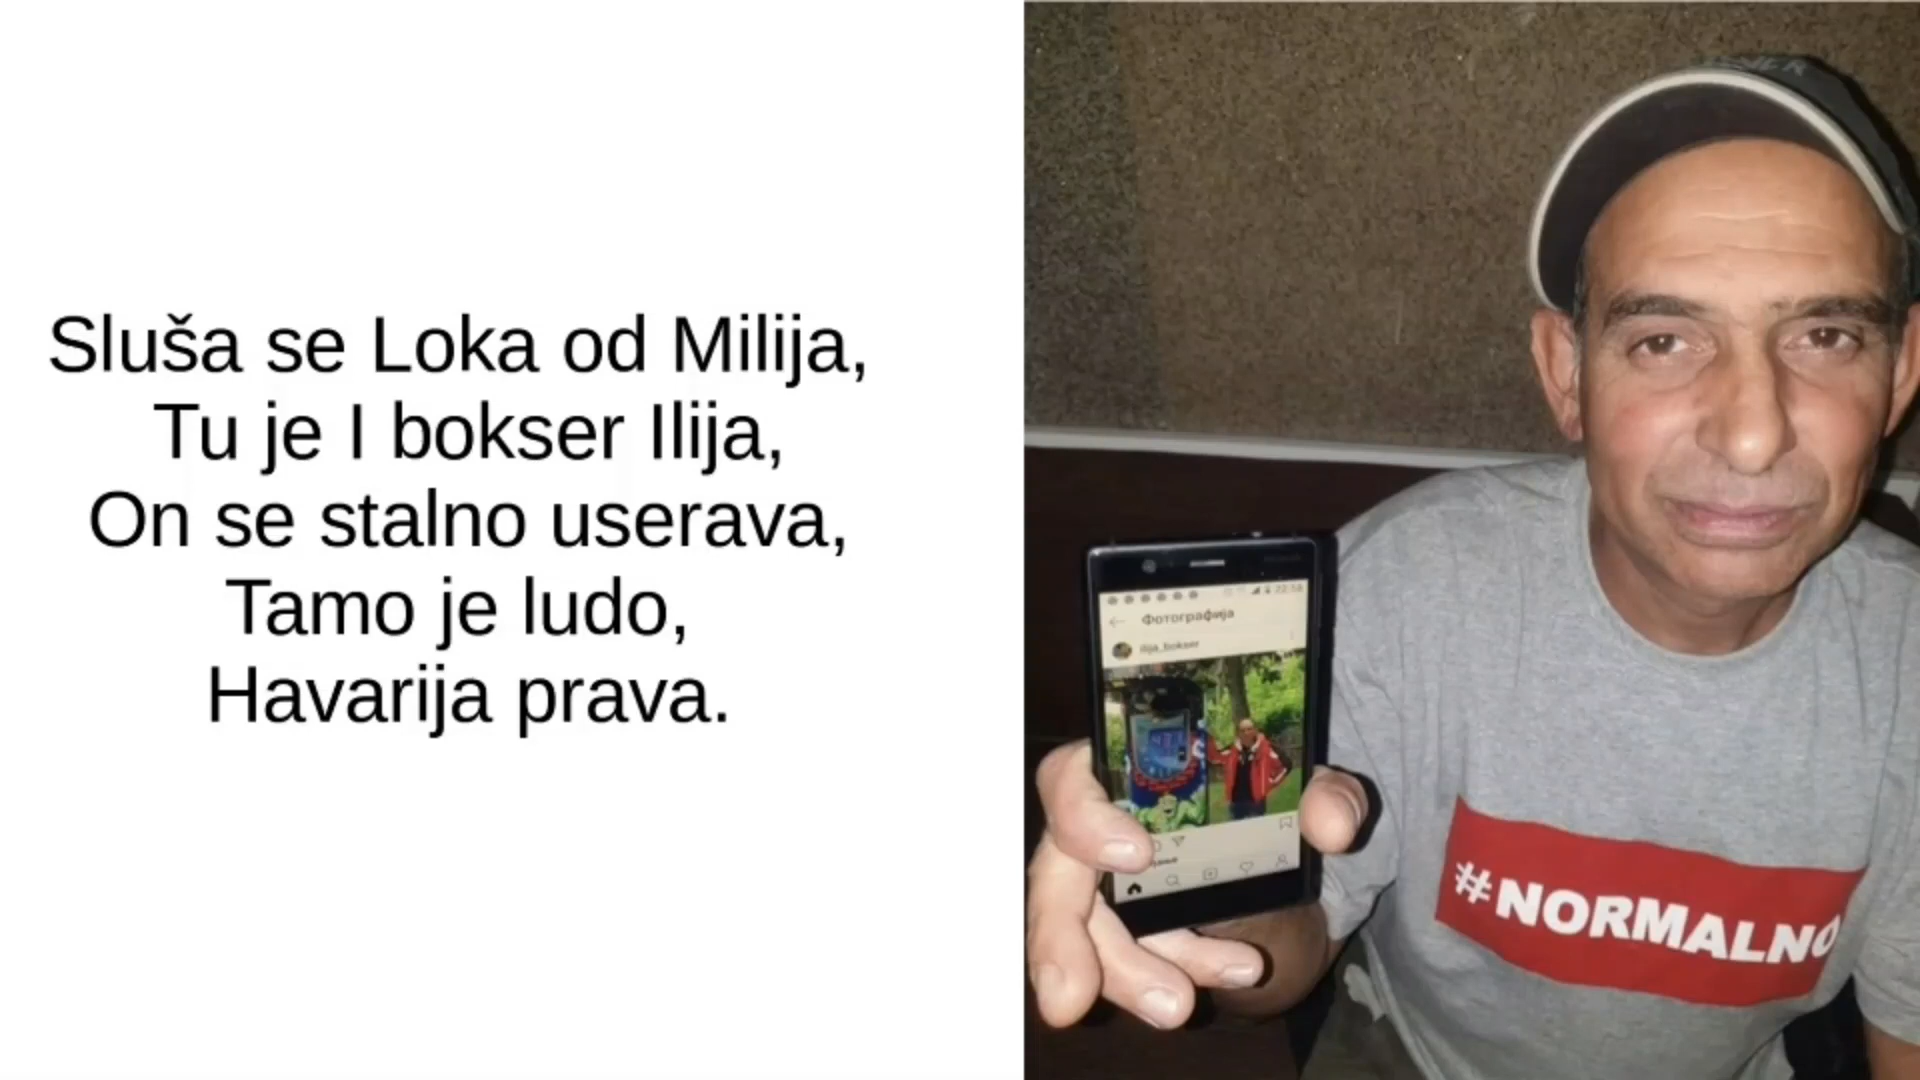 Sluša se Loka od Milija,
Tu je I bokser Ilija,
On se stalno userava,
Tamo je ludo,
Havarija prava.
Фотографија
ilija_bokser
#NORMALNO